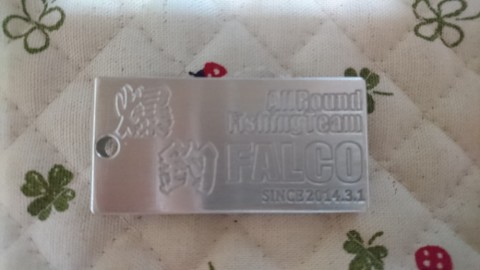 爆釣
All Round
Fishing Team
FALCO
SINCE 2014.3.1